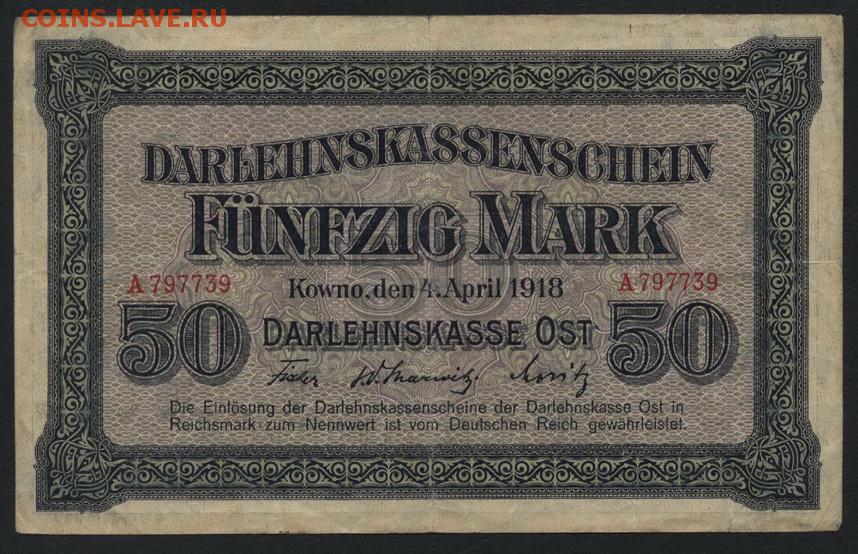 COINS.LAVE.RU
DARLEHNSKASSENSCHEIN
FÜNFZIG MARK
A 797739 A 797739
Kowno, den 4. April 1918
50 DARLEHNSKASSE OST 50
Die Einlösung der Darlehnskassenscheine der Darlehnskasse Ost in
Reichsmark zum Nennwert ist vom Deutschen Reich gewährleistet.